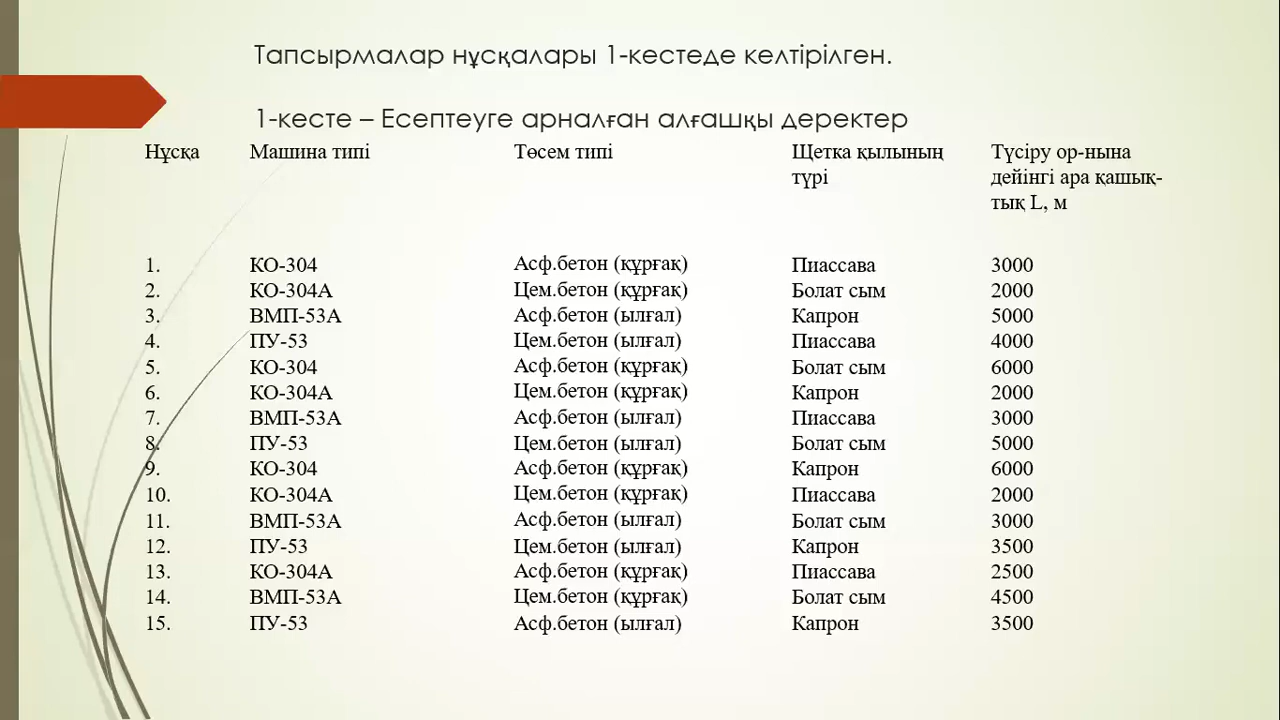 Тапсырмалар нұсқалары 1-кестеде келтірілген.
1-кесте – Есептеуге арналған алғашқы деректер
Нұсқа Машина типі Төсем типі Щетка қылының түрі Түсіру ор-нына дейінгі ара қашық-тық L, м
1. КО-304 Асф.бетон (құрғақ) Пиассава 3000
2. КО-304А Цем.бетон (құрғақ) Болат сым 2000
3. ВМП-53А Асф.бетон (ылғал) Капрон 5000
4. ПУ-53 Цем.бетон (ылғал) Пиассава 4000
5. КО-304 Асф.бетон (құрғақ) Болат сым 6000
6. КО-304А Цем.бетон (құрғақ) Капрон 2000
7. ВМП-53А Асф.бетон (ылғал) Пиассава 3000
8. ПУ-53 Цем.бетон (ылғал) Болат сым 5000
9. КО-304 Асф.бетон (құрғақ) Капрон 6000
10. КО-304А Цем.бетон (құрғақ) Пиассава 2000
11. ВМП-53А Асф.бетон (ылғал) Болат сым 3000
12. ПУ-53 Цем.бетон (ылғал) Капрон 3500
13. КО-304А Асф.бетон (құрғақ) Пиассава 2500
14. ВМП-53А Цем.бетон (құрғақ) Болат сым 4500
15. ПУ-53 Асф.бетон (ылғал) Капрон 3500